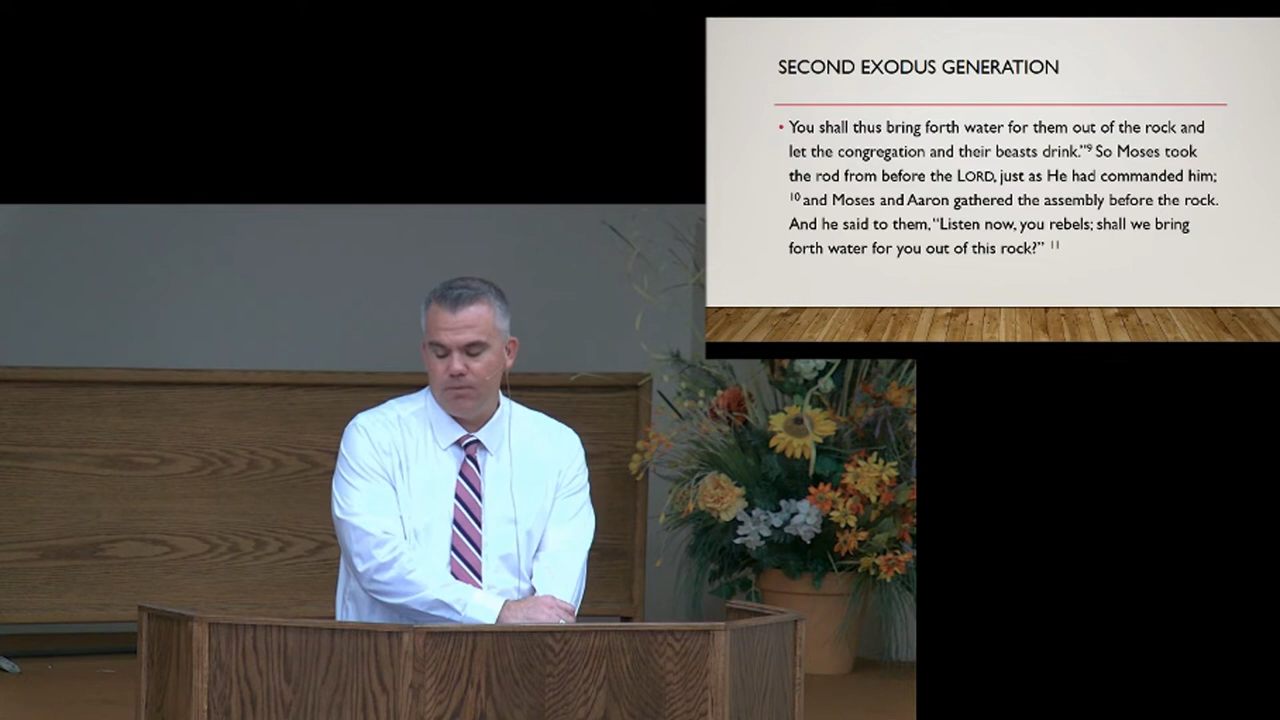 SECOND EXODUS GENERATION
• You shall thus bring forth water for them out of the rock and
let the congregation and their beasts drink.”⁹ So Moses took
the rod from before the LORD, just as He had commanded him;
¹⁰ and Moses and Aaron gathered the assembly before the rock.
And he said to them, “Listen now, you rebels; shall we bring
forth water for you out of this rock?” ¹¹